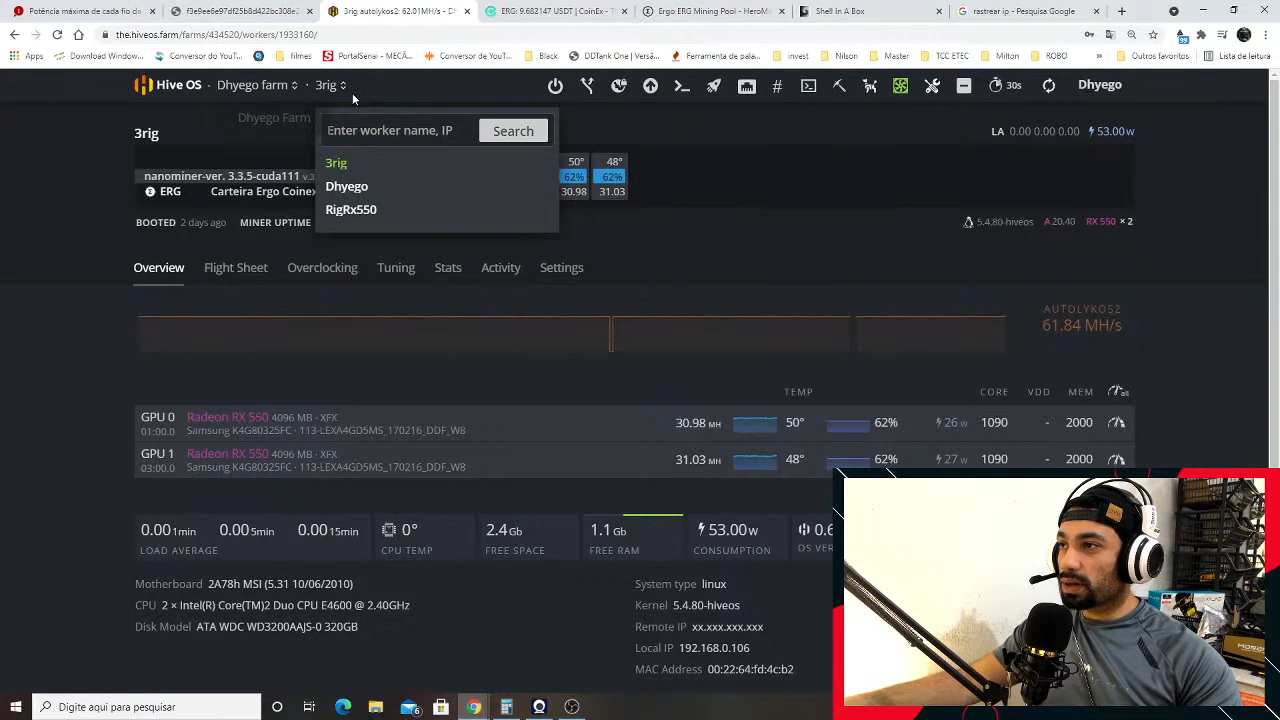 Potência máxima de cada fio da
f3e9ee6e97df25b8d422bc308e2
3rig autolykos2: 62.01MH/s - Dh
ERG: 9.682147 USDT | CoinEx - T
Ergo ERG Mining Pool - HeroMin
Shell In A Box
rastrear ip - Pesquisa Google
the.hiveos.farm/farms/434520/workers/1933160/
99
Apps
Download Window...
Conversor de YouTu...
filmes
PortalSenai - MECÂ...
Conversor de YouT...
Black
DDTank One 17
Ferramenta de pala...
invest
Nilson
Master
TCC ETEC
Milton
ROBO
Outros favoritos
Hive OS
Dhyego farm
3rig
30s
Dhyego
Dhyego Farm
Enter worker name, IP
Search
3rig
LA 0.00 0.00 0.00
53.00 W
3rig
Dhyego
RigRx550
nanominer-ver. 3.3.5-cuda111
ERG Carteira Ergo Coinex
50° 48°
62% 62%
30.98 31.03
BOOTED 2 days ago MINER UPTIME
5.4.80-hiveos A 20.40 RX 550 × 2
Overview
Flight Sheet
Overclocking
Tuning
Stats
Activity
Settings
AUTOLYKOS2
61.84 MH/s
TEMP CORE VDD MEM all
GPU 0 Radeon RX 550 4096 MB · XFX
01:00.0 Samsung K4G80325FC · 113-LEXA4GD5MS_170216_DDF_W8
30.98 MH 50° 62% 26 W 1090 - 2000
GPU 1 Radeon RX 550 4096 MB · XFX
03:00.0 Samsung K4G80325FC · 113-LEXA4GD5MS_170216_DDF_W8
31.03 MH 48° 62% 27 W 1090 - 2000
0.00 1min 0.00 5min 0.00 15min
LOAD AVERAGE
0°
CPU TEMP
2.4 Gb
FREE SPACE
1.1 Gb
FREE RAM
53.00 W
CONSUMPTION
0.6
OS VER
Motherboard 2A78h MSI (5.31 10/06/2010)
CPU 2 × Intel(R) Core(TM)2 Duo CPU E4600 @ 2.40GHz
Disk Model ATA WDC WD3200AAJS-0 320GB
System type linux
Kernel 5.4.80-hiveos
Remote IP xx.xxx.xxx.xxx
Local IP 192.168.0.106
MAC Address 00:22:64:fd:4c:b2
Digite aqui para pesquisar
6